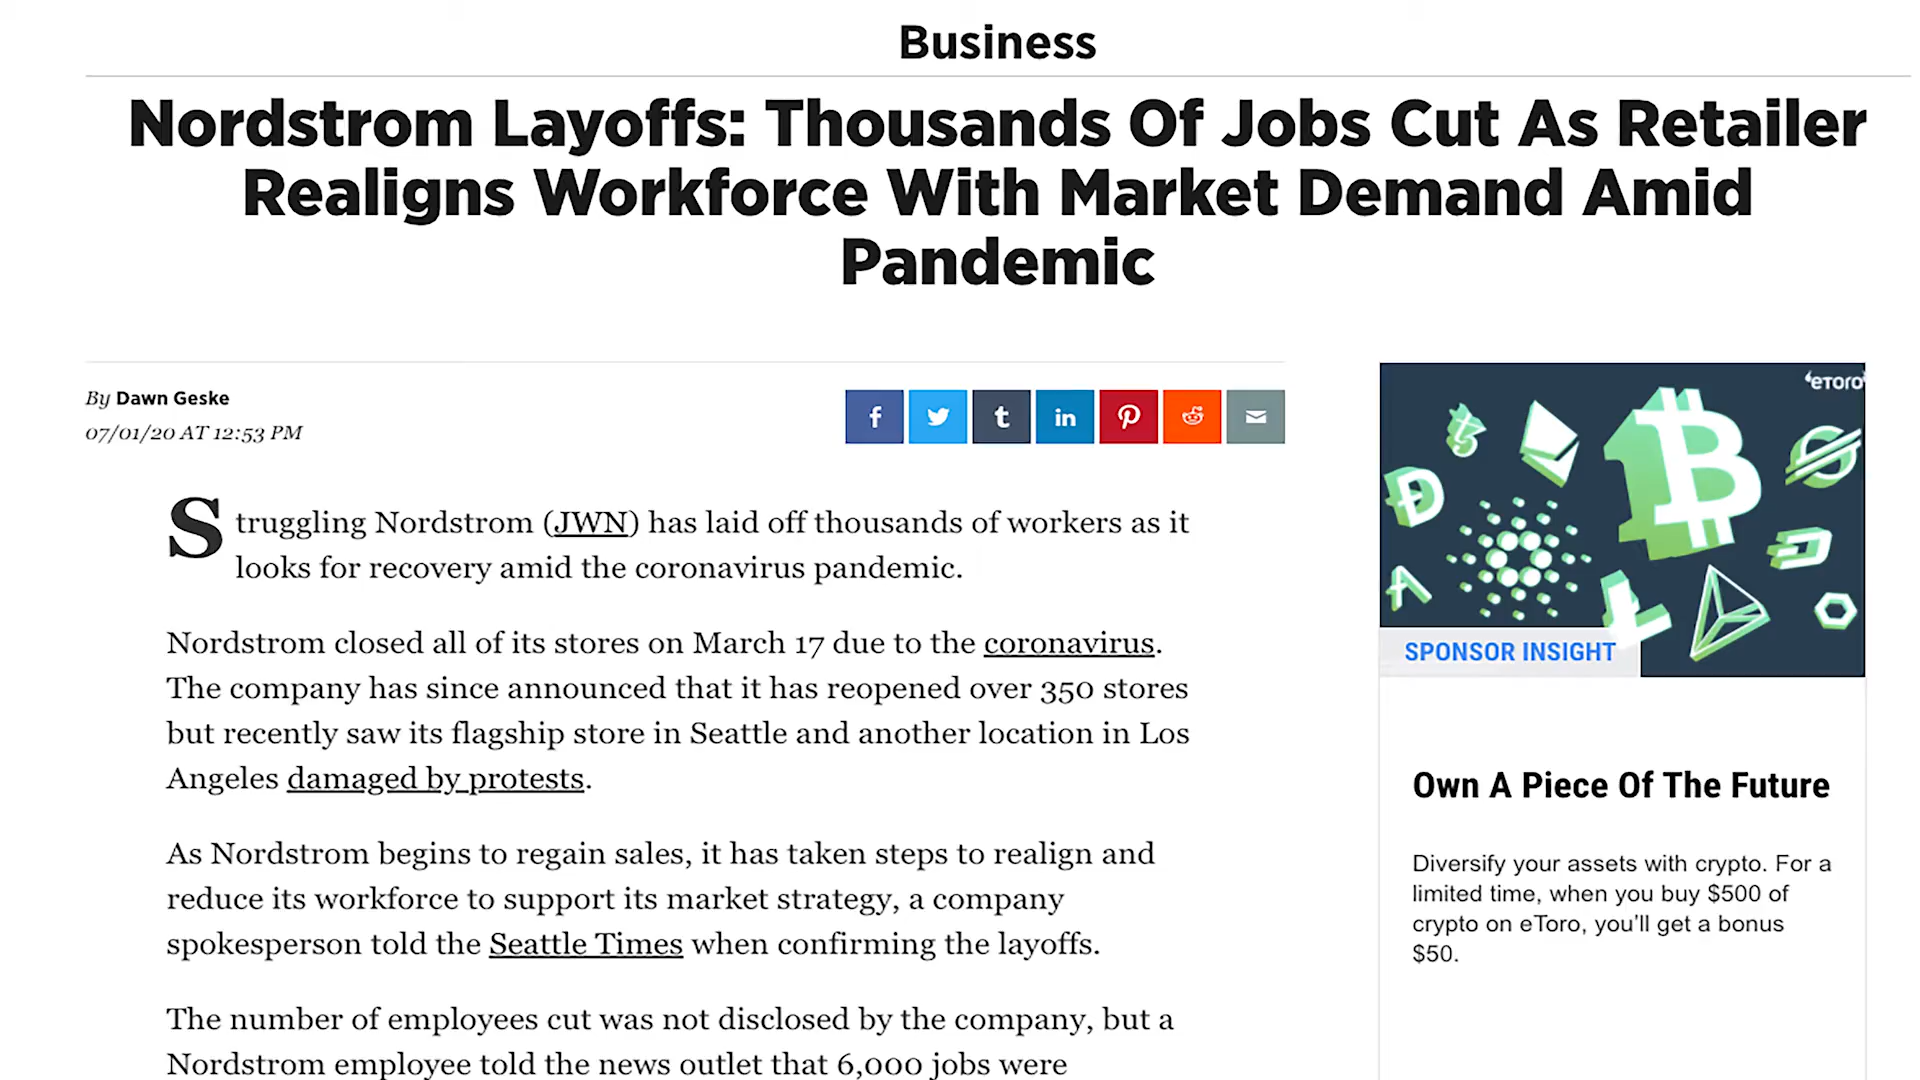 Business
Nordstrom Layoffs: Thousands Of Jobs Cut As Retailer
Realigns Workforce With Market Demand Amid
Pandemic
By Dawn Geske
07/01/20 AT 12:53 PM
Struggling Nordstrom (JWN) has laid off thousands of workers as it
looks for recovery amid the coronavirus pandemic.
Nordstrom closed all of its stores on March 17 due to the coronavirus.
The company has since announced that it has reopened over 350 stores
but recently saw its flagship store in Seattle and another location in Los
Angeles damaged by protests.
As Nordstrom begins to regain sales, it has taken steps to realign and
reduce its workforce to support its market strategy, a company
spokesperson told the Seattle Times when confirming the layoffs.
The number of employees cut was not disclosed by the company, but a
Nordstrom employee told the news outlet that 6,000 jobs were
eToro
SPONSOR INSIGHT
Own A Piece Of The Future
Diversify your assets with crypto. For a
limited time, when you buy $500 of
crypto on eToro, you'll get a bonus
$50.